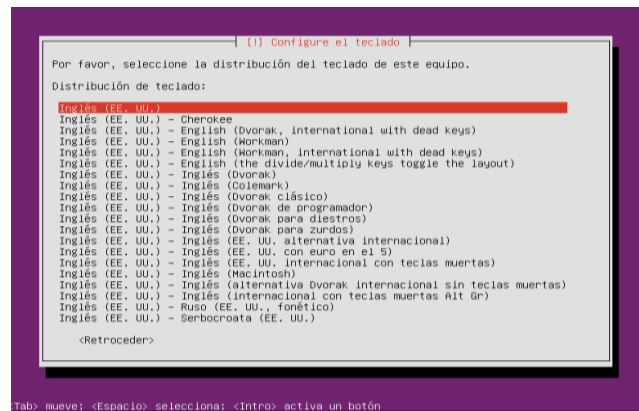 [!] Configure el teclado
Por favor, seleccione la distribución del teclado de este equipo.
Distribución de teclado:
Inglés (EE. UU.)
Inglés (EE. UU.) – Cherokee
Inglés (EE. UU.) – English (Dvorak, international with dead keys)
Inglés (EE. UU.) – English (Workman)
Inglés (EE. UU.) – English (Workman, international with dead keys)
Inglés (EE. UU.) – English (the divide/multiply keys toggle the layout)
Inglés (EE. UU.) – Inglés (Dvorak)
Inglés (EE. UU.) – Inglés (Colemark)
Inglés (EE. UU.) – Inglés (Dvorak clásico)
Inglés (EE. UU.) – Inglés (Dvorak de programador)
Inglés (EE. UU.) – Inglés (Dvorak para diestros)
Inglés (EE. UU.) – Inglés (Dvorak para zurdos)
Inglés (EE. UU.) – Inglés (EE. UU. alternativa internacional)
Inglés (EE. UU.) – Inglés (EE. UU. con euro en el 5)
Inglés (EE. UU.) – Inglés (EE. UU. internacional con teclas muertas)
Inglés (EE. UU.) – Inglés (Macintosh)
Inglés (EE. UU.) – Inglés (alternativa Dvorak internacional sin teclas muertas)
Inglés (EE. UU.) – Inglés (internacional con teclas muertas Alt Gr)
Inglés (EE. UU.) – Ruso (EE. UU., fonético)
Inglés (EE. UU.) – Serbocroata (EE. UU.)
<Retroceder>
<Tab> mueve; <Espacio> selecciona; <Intro> activa un botón